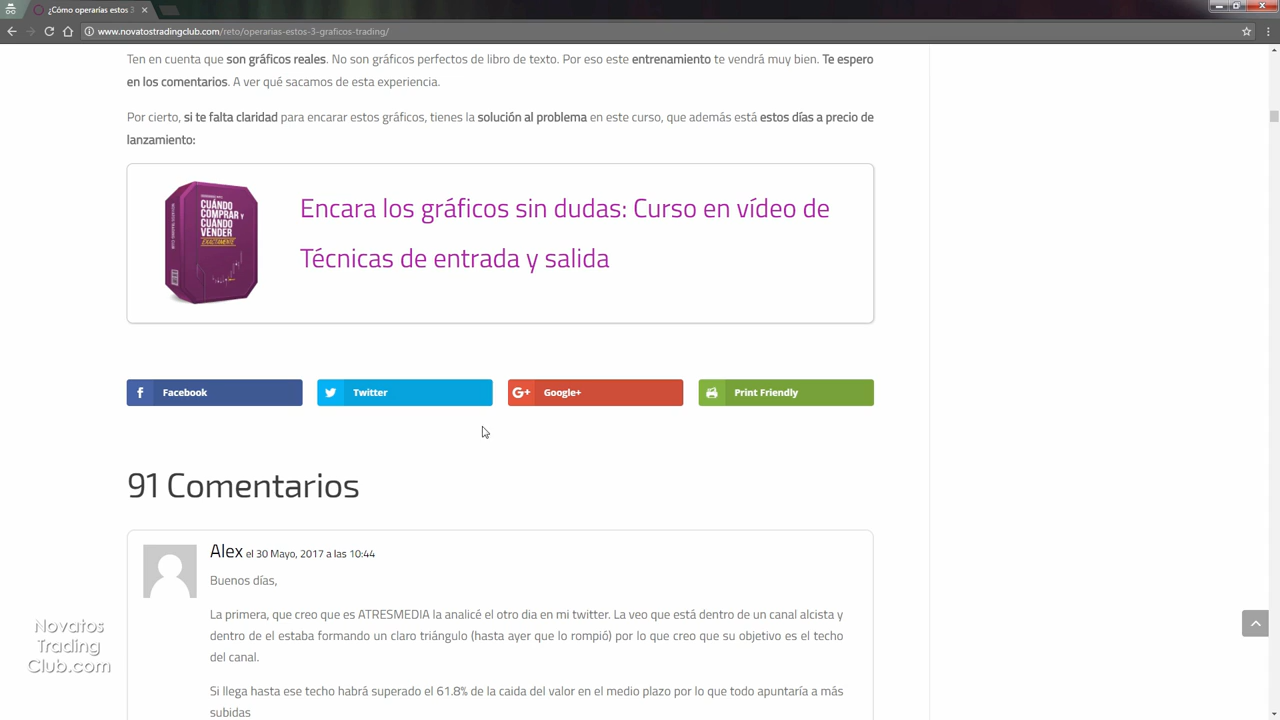 ¿Cómo operarías estos 3
www.novatostradingclub.com/reto/operarias-estos-3-graficos-trading/
Ten en cuenta que son gráficos reales. No son gráficos perfectos de libro de texto. Por eso este entrenamiento te vendrá muy bien. Te espero
en los comentarios. A ver qué sacamos de esta experiencia.
Por cierto, si te falta claridad para encarar estos gráficos, tienes la solución al problema en este curso, que además está estos días a precio de
lanzamiento:
CUÁNDO
COMPRAR Y
CUÁNDO
VENDER
EXACTAMENTE
Encara los gráficos sin dudas: Curso en vídeo de
Técnicas de entrada y salida
Facebook
Twitter
Google+
Print Friendly
91 Comentarios
Alex el 30 Mayo, 2017 a las 10:44
Buenos días,
La primera, que creo que es ATRESMEDIA la analicé el otro dia en mi twitter. La veo que está dentro de un canal alcista y
dentro de el estaba formando un claro triángulo (hasta ayer que lo rompió) por lo que creo que su objetivo es el techo
del canal.
Si llega hasta ese techo habrá superado el 61.8% de la caida del valor en el medio plazo por lo que todo apuntaría a más
subidas
Novatos
Trading
Club.com